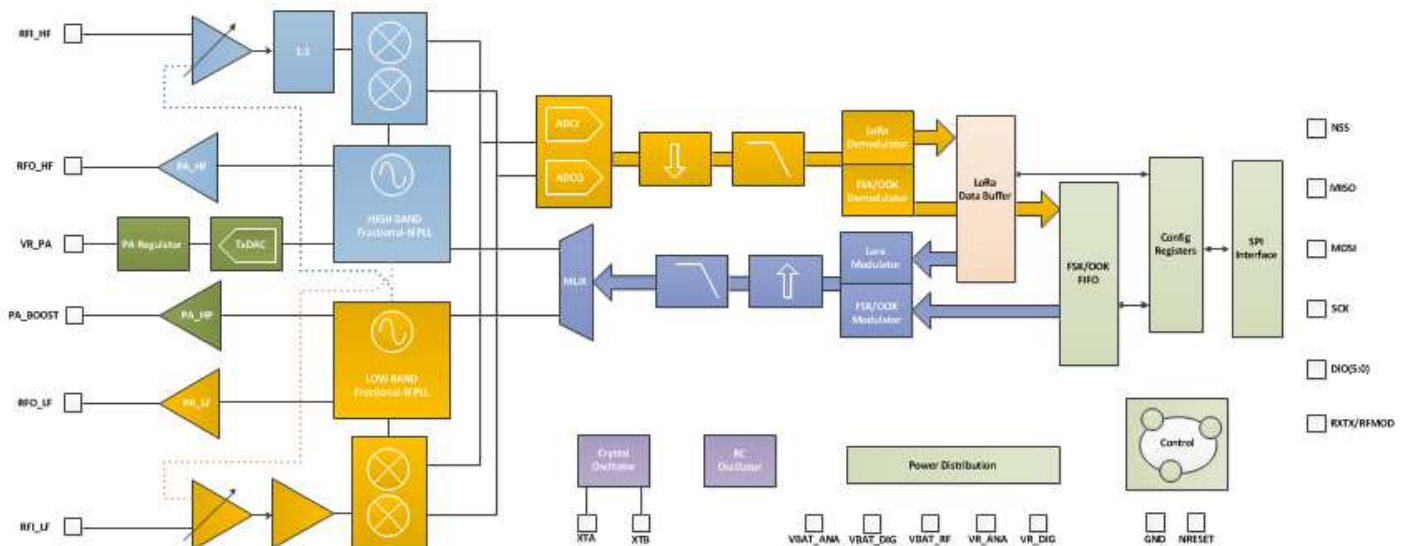 RFI_HF
1:1
RFO_HF
PA_HF
HIGH BAND
Fractional-N PLL
VR_PA
PA Regulator
TxDAC
PA_BOOST
PA_HP
LOW BAND
Fractional-N PLL
RFO_LF
PA_LF
RFI_LF
ADCI
ADCQ
LoRa
Demodulator
FSK/OOK
Demodulator
LoRa
Data Buffer
Lora
Modulator
FSK/OOK
Modulator
MUX
FSK/OOK
FIFO
Config
Registers
SPI
Interface
NSS
MISO
MOSI
SCK
DIO(5:0)
RXTX/RFMOD
Crystal
Oscillator
RC
Oscillator
Power Distribution
Control
XTA
XTB
VBAT_ANA
VBAT_DIG
VBAT_RF
VR_ANA
VR_DIG
GND
NRESET